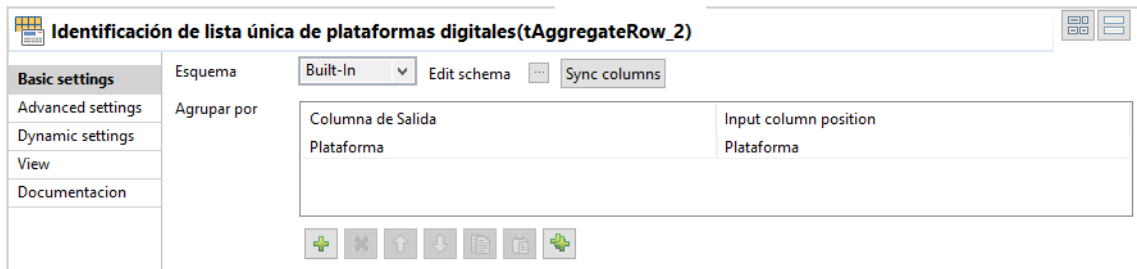 Identificación de lista única de plataformas digitales(tAggregateRow_2)
Basic settings
Advanced settings
Dynamic settings
View
Documentacion
Esquema Built-In Edit schema ... Sync columns
Agrupar por
Columna de Salida Input column position
Plataforma Plataforma